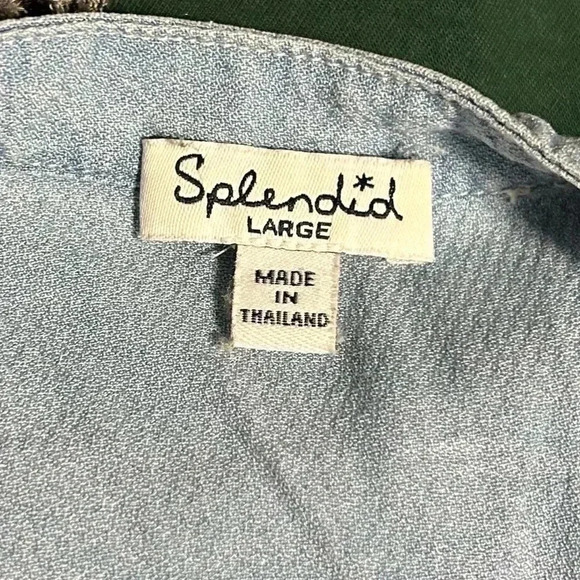 Splendid
LARGE
MADE
IN
THAILAND